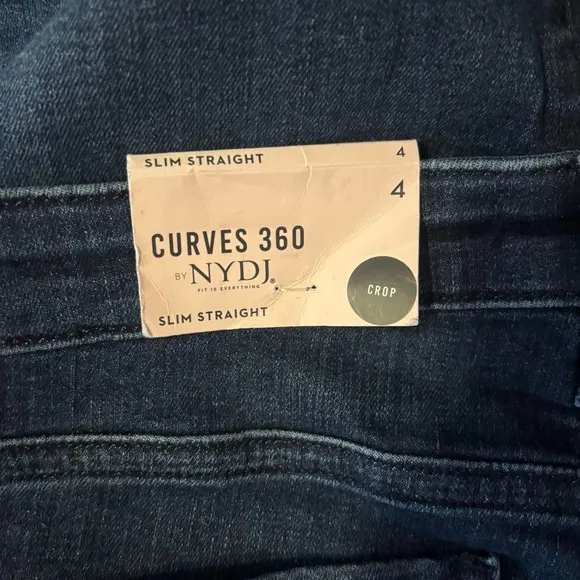 SLIM STRAIGHT 4
4
CURVES 360
BY NYDJ®
FIT IS EVERYTHING
CROP
SLIM STRAIGHT